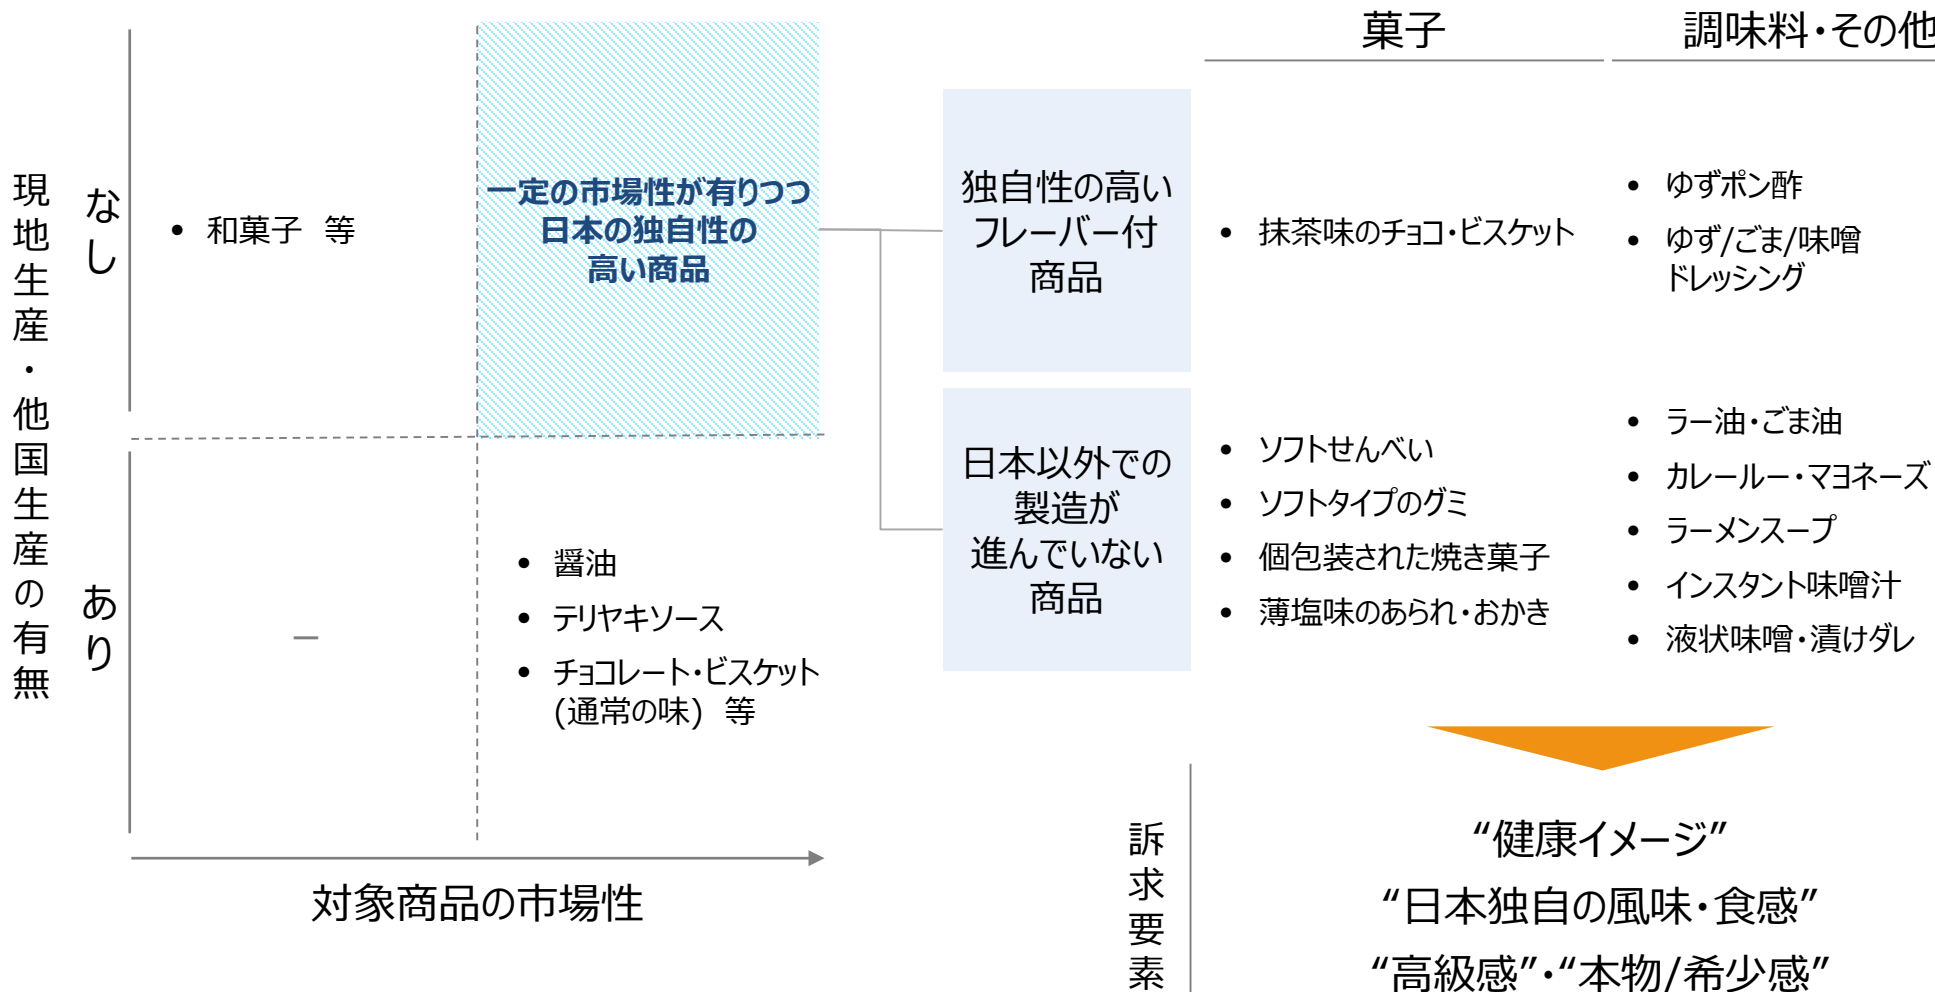 現地生産・他国生産の有無
なし
あり
• 和菓子 等
一定の市場性が有りつつ
日本の独自性の
高い商品
–
• 醤油
• テリヤキソース
• チョコレート・ビスケット
(通常の味) 等
対象商品の市場性
菓子
調味料・その他
独自性の高い
フレーバー付
商品
• 抹茶味のチョコ・ビスケット
• ゆずポン酢
• ゆず/ごま/味噌
ドレッシング
日本以外での
製造が
進んでいない
商品
• ソフトせんべい
• ソフトタイプのグミ
• 個包装された焼き菓子
• 薄塩味のあられ・おかき
• ラー油・ごま油
• カレールー・マヨネーズ
• ラーメンスープ
• インスタント味噌汁
• 液状味噌・漬けダレ
訴求要素
“健康イメージ”
“日本独自の風味・食感”
“高級感”・“本物/希少感”